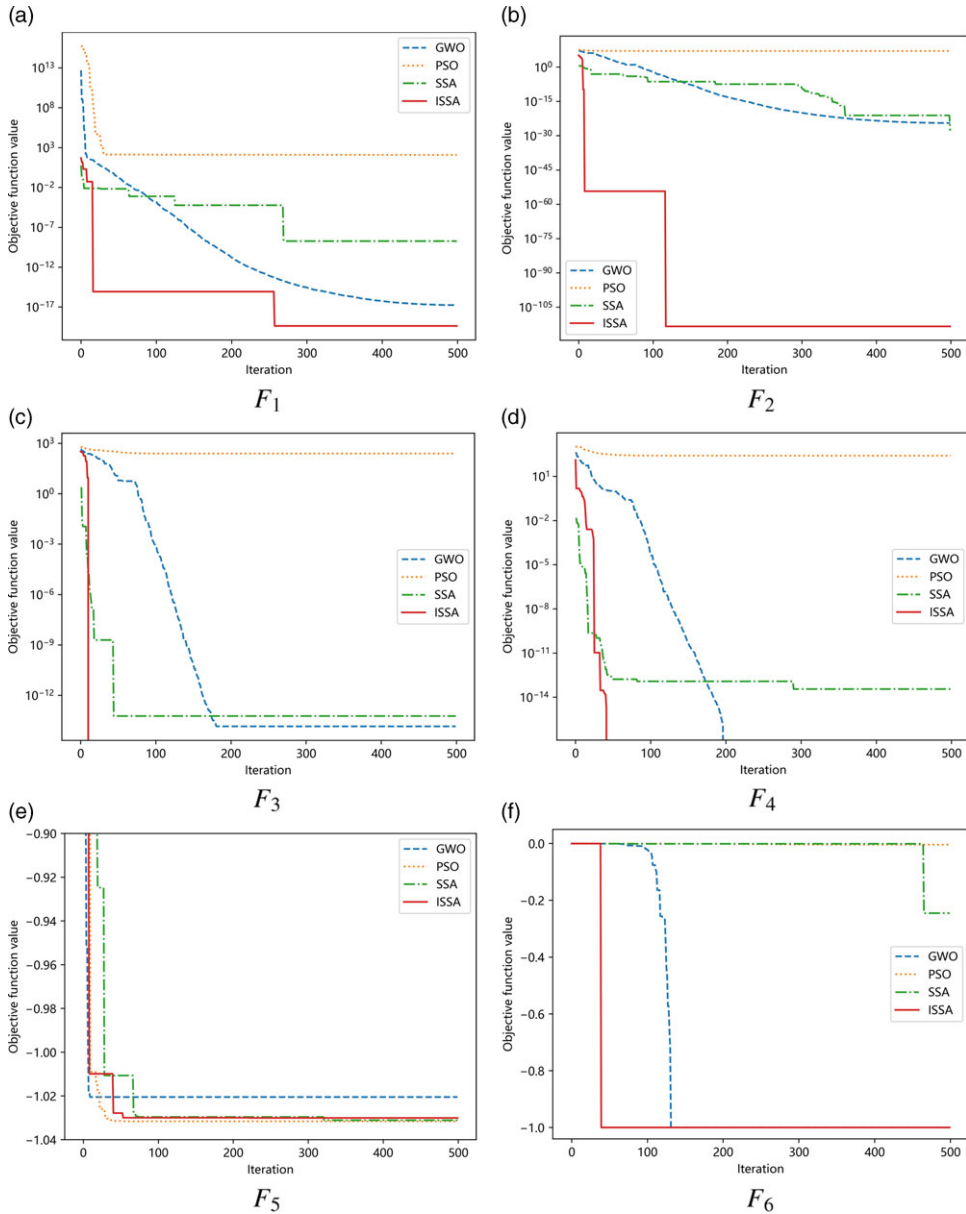 (a)
Objective function value
10^13
10^8
10^3
10^−2
10^−7
10^−12
10^−17
GWO
PSO
SSA
ISSA
0 100 200 300 400 500
Iteration
F_1
(b)
Objective function value
10^0
10^−15
10^−30
10^−45
10^−60
10^−75
10^−90
10^−105
GWO
PSO
SSA
ISSA
0 100 200 300 400 500
Iteration
F_2
(c)
Objective function value
10^3
10^0
10^−3
10^−6
10^−9
10^−12
GWO
PSO
SSA
ISSA
0 100 200 300 400 500
Iteration
F_3
(d)
Objective function value
10^1
10^−2
10^−5
10^−8
10^−11
10^−14
GWO
PSO
SSA
ISSA
0 100 200 300 400 500
Iteration
F_4
(e)
Objective function value
−0.90
−0.92
−0.94
−0.96
−0.98
−1.00
−1.02
−1.04
GWO
PSO
SSA
ISSA
0 100 200 300 400 500
Iteration
F_5
(f)
Objective function value
0.0
−0.2
−0.4
−0.6
−0.8
−1.0
GWO
PSO
SSA
ISSA
0 100 200 300 400 500
Iteration
F_6